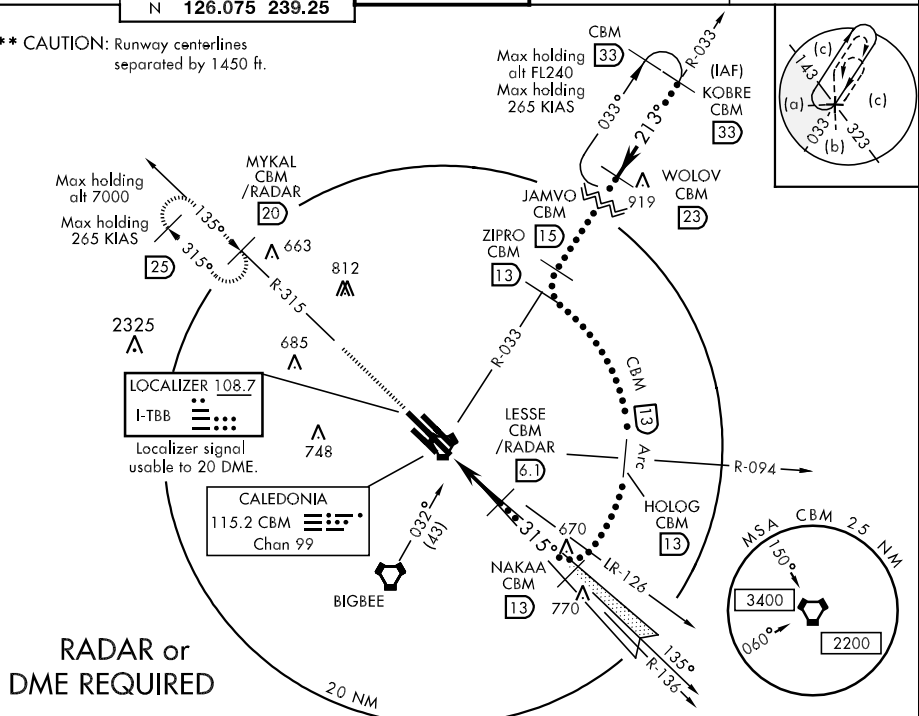 N 126.075 239.25
** CAUTION: Runway centerlines
separated by 1450 ft.
CBM
33
Max holding
alt FL240
Max holding
265 KIAS
R-033
(IAF)
KOBRE
CBM
33
033°
213°
(c)
143
(a)
(c)
033
(b)
323
MYKAL
CBM
/RADAR
20
Max holding
alt 7000
Max holding
265 KIAS
135°
315°
25
663
R-315
812
2325
685
JAMVO
CBM
15
919
WOLOV
CBM
23
ZIPRO
CBM
13
R-033
CBM
13
Arc
LOCALIZER 108.7
I-TBB
Localizer signal
usable to 20 DME.
748
LESSE
CBM
/RADAR
6.1
R-094
CALEDONIA
115.2 CBM
Chan 99
032°
(43)
BIGBEE
315°
670
HOLOG
CBM
13
LR-126
NAKAA
CBM
13
770
135°
R-136
MSA CBM 25 NM
150°
3400
060°
2200
RADAR or
DME REQUIRED
20 NM